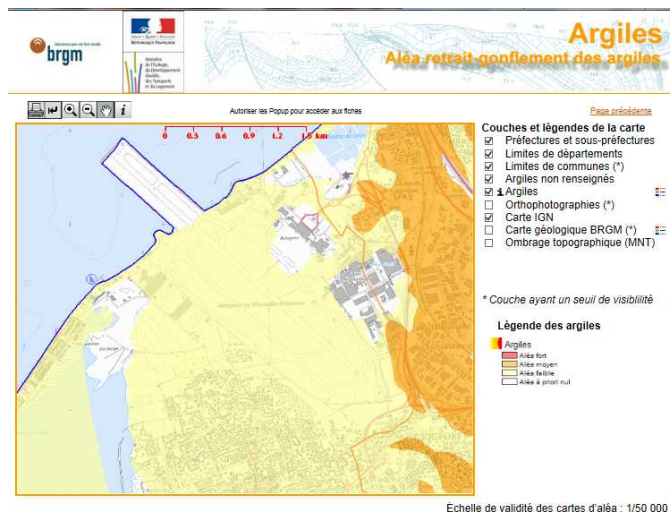 Argiles
Aléa retrait-gonflement des argiles
brgm
RÉPUBLIQUE FRANÇAISE
Autoriser les Popup pour accéder aux fiches
Page précédente
0 0.3 0.6 0.9 1.2 1.5 km
Couches et légendes de la carte
Préfectures et sous-préfectures
Limites de départements
Limites de communes (*)
Argiles non renseignés
i Argiles
Orthophotographies (*)
Carte IGN
Carte géologique BRGM (*)
Ombrage topographique (MNT)
* Couche ayant un seuil de visiblilité
Légende des argiles
Argiles
Aléa fort
Aléa moyen
Aléa faible
Aléa à priori nul
Échelle de validité des cartes d'aléa : 1/50 000